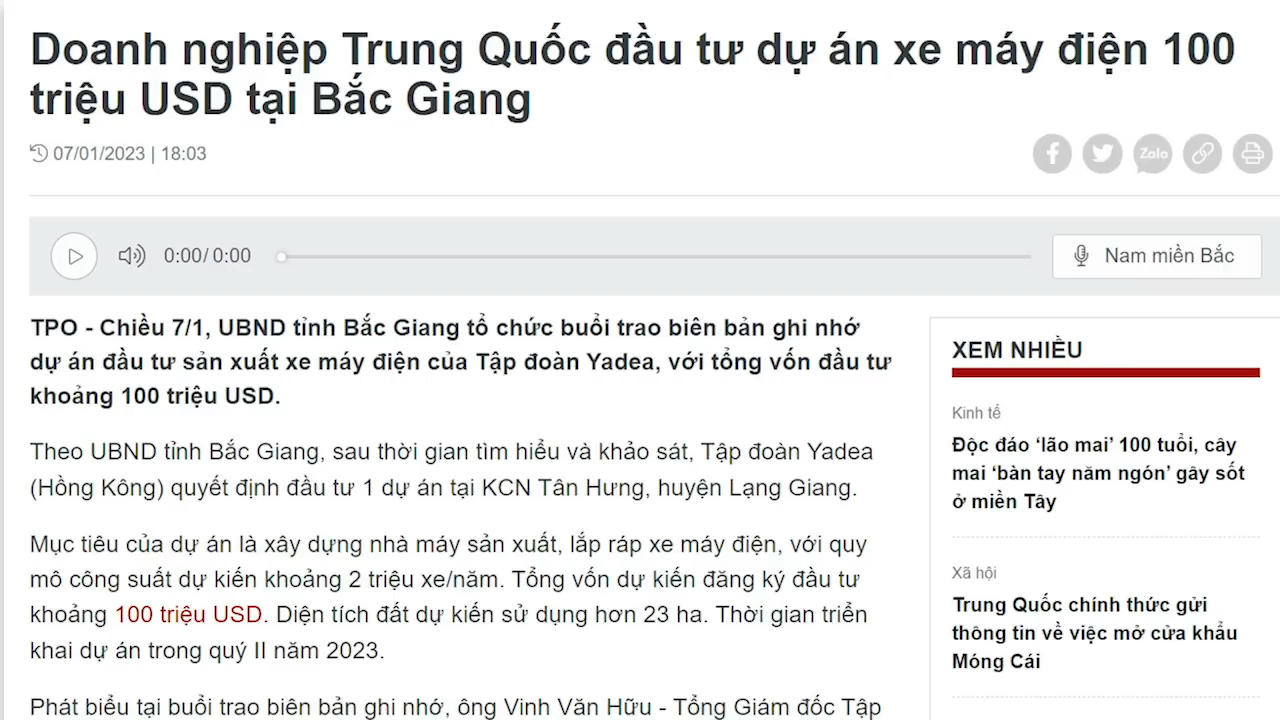 Doanh nghiệp Trung Quốc đầu tư dự án xe máy điện 100
triệu USD tại Bắc Giang
07/01/2023 | 18:03
Zalo
0:00/ 0:00
Nam miền Bắc
TPO - Chiều 7/1, UBND tỉnh Bắc Giang tổ chức buổi trao biên bản ghi nhớ
dự án đầu tư sản xuất xe máy điện của Tập đoàn Yadea, với tổng vốn đầu tư
khoảng 100 triệu USD.
Theo UBND tỉnh Bắc Giang, sau thời gian tìm hiểu và khảo sát, Tập đoàn Yadea
(Hồng Kông) quyết định đầu tư 1 dự án tại KCN Tân Hưng, huyện Lạng Giang.
Mục tiêu của dự án là xây dựng nhà máy sản xuất, lắp ráp xe máy điện, với quy
mô công suất dự kiến khoảng 2 triệu xe/năm. Tổng vốn dự kiến đăng ký đầu tư
khoảng 100 triệu USD. Diện tích đất dự kiến sử dụng hơn 23 ha. Thời gian triển
khai dự án trong quý II năm 2023.
Phát biểu tại buổi trao biên bản ghi nhớ, ông Vinh Văn Hữu - Tổng Giám đốc Tập
XEM NHIỀU
Kinh tế
Độc đáo ‘lão mai’ 100 tuổi, cây
mai ‘bàn tay năm ngón’ gây sốt
ở miền Tây
Xã hội
Trung Quốc chính thức gửi
thông tin về việc mở cửa khẩu
Móng Cái